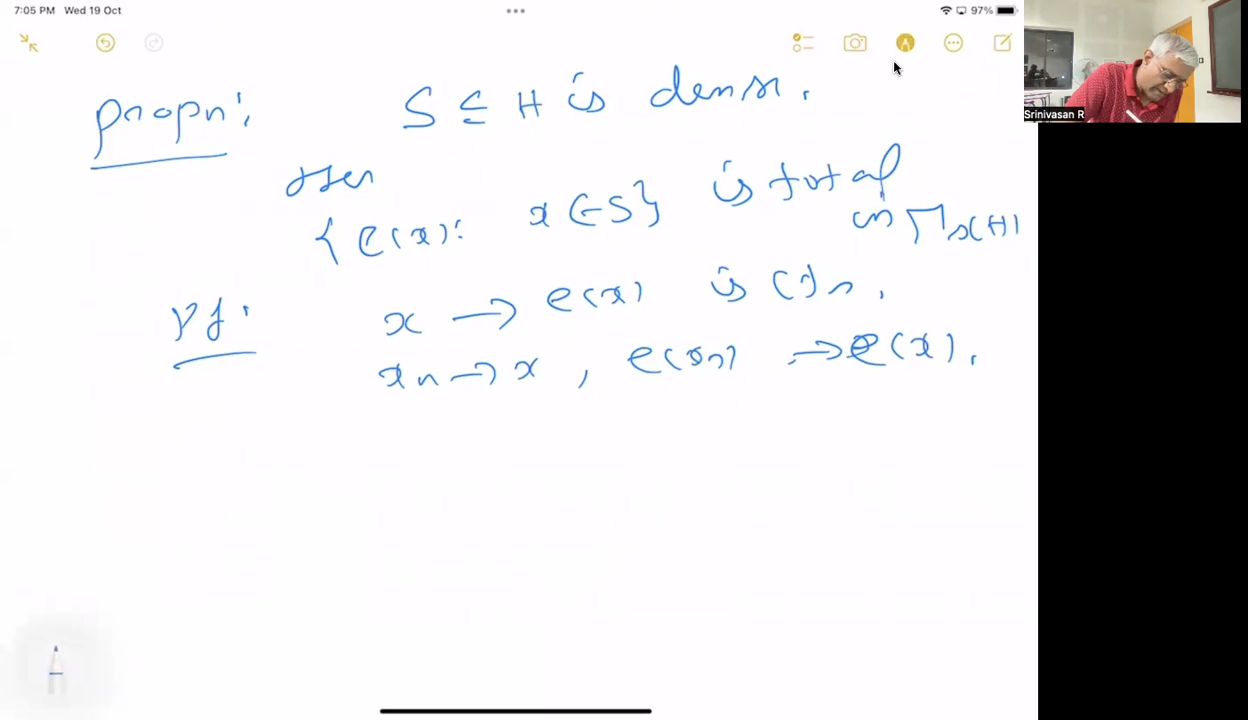 7:05 PM Wed 19 Oct
97%
Srinivasan R
propn:
S ⊆ H is dense.
then
{e(x): x ∈ S} is total
in Γs(H)
Pf:
x → e(x) is cts.
xn → x, e(xn) → e(x).